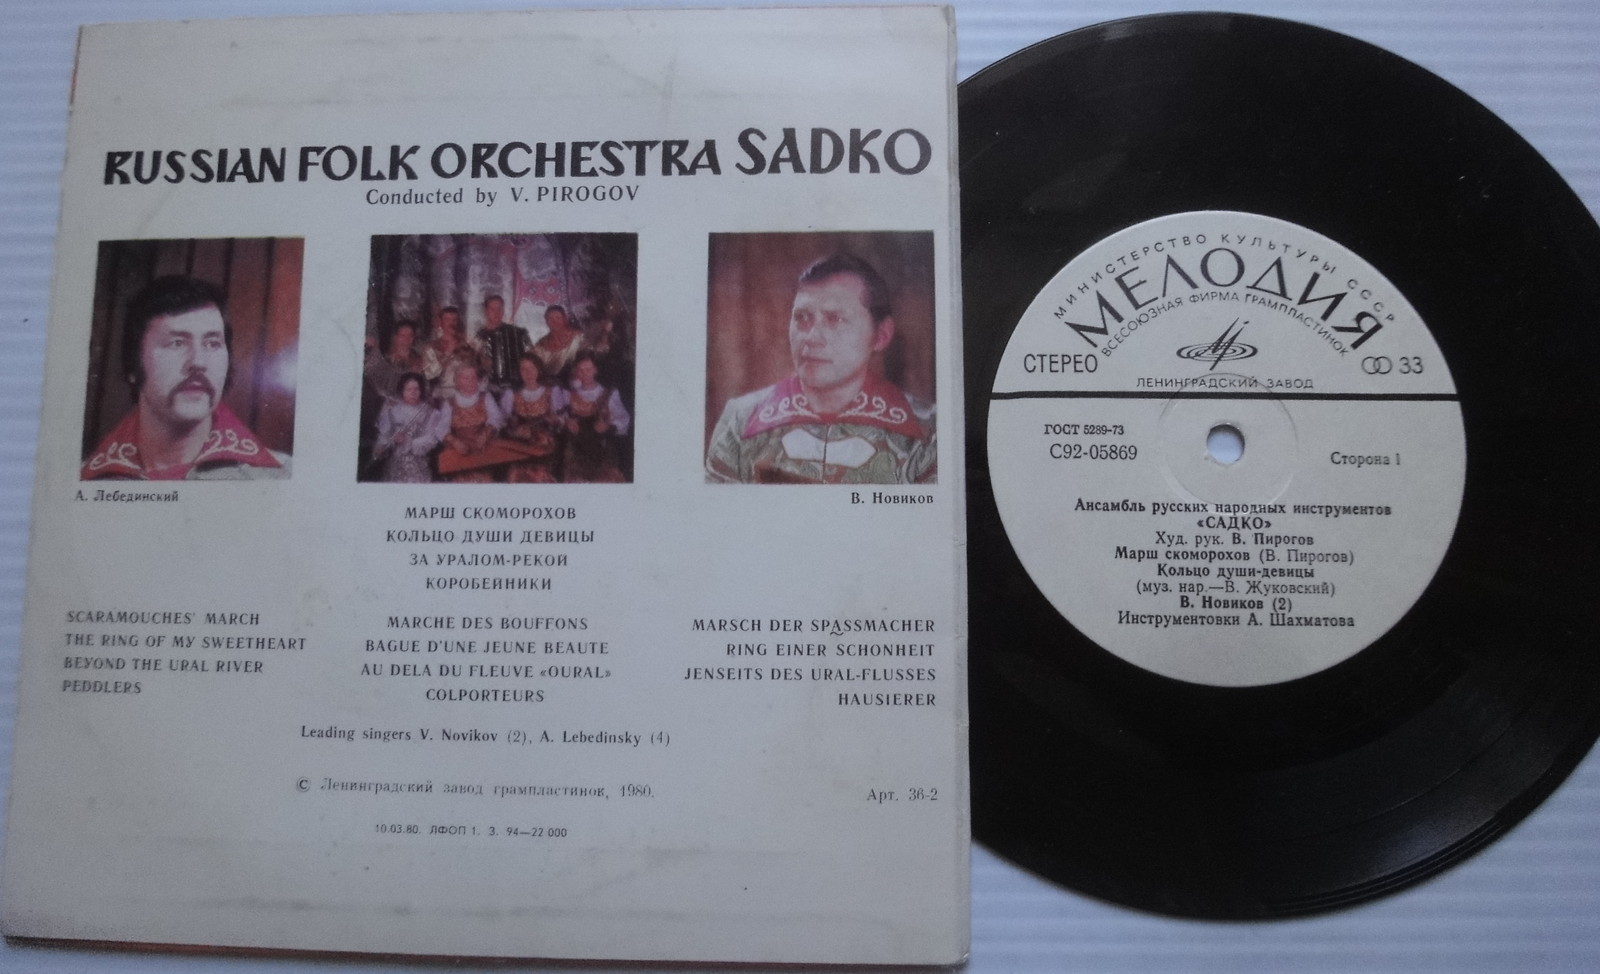 RUSSIAN FOLK ORCHESTRA SADKO
Conducted by V. PIROGOV
А. Лебединский
В. Новиков
МАРШ СКОМОРОХОВ
КОЛЬЦО ДУШИ ДЕВИЦЫ
ЗА УРАЛОМ-РЕКОЙ
КОРОБЕЙНИКИ
SCARAMOUCHES' MARCH
THE RING OF MY SWEETHEART
BEYOND THE URAL RIVER
PEDDLERS
MARCHE DES BOUFFONS
BAGUE D'UNE JEUNE BEAUTE
AU DELA DU FLEUVE «OURAL»
COLPORTEURS
MARSCH DER SPASSMACHER
RING EINER SCHONHEIT
JENSEITS DES URAL-FLUSSES
HAUSIERER
Leading singers V. Novikov (2), A. Lebedinsky (4)
© Ленинградский завод грампластинок, 1980.
Арт. 36-2
10.03.80. ЛФОП 1. З. 94—22 000
МИНИСТЕРСТВО КУЛЬТУРЫ СССР
МЕЛОДИЯ
ВСЕСОЮЗНАЯ ФИРМА ГРАМПЛАСТИНОК
СТЕРЕО
33
ЛЕНИНГРАДСКИЙ ЗАВОД
ГОСТ 5289-73
С92-05869
Сторона 1
Ансамбль русских народных инструментов
«САДКО»
Худ. рук. В. Пирогов
Марш скоморохов (В. Пирогов)
Кольцо души-девицы
(муз. нар.—В. Жуковский)
В. Новиков (2)
Инструментовки А. Шахматова